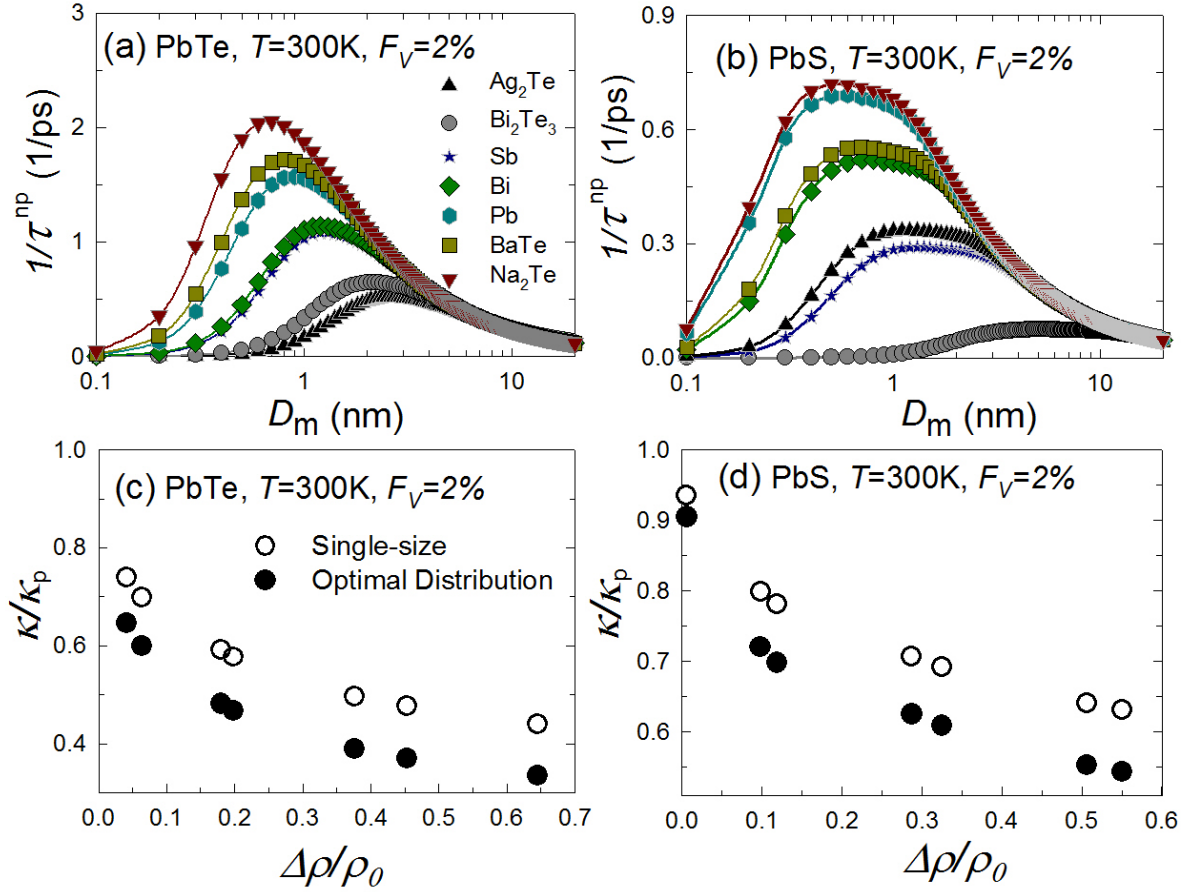 (a) PbTe, T=300K, F_V=2%
3
2
1
0
1/τ^np (1/ps)
Ag₂Te
Bi₂Te₃
Sb
Bi
Pb
BaTe
Na₂Te
0.1
1
10
D_m (nm)
(b) PbS, T=300K, F_V=2%
0.9
0.6
0.3
0.0
1/τ^np (1/ps)
0.1
1
10
D_m (nm)
(c) PbTe, T=300K, F_V=2%
1.0
0.8
0.6
0.4
κ/κ_p
Single-size
Optimal Distribution
0.0 0.1 0.2 0.3 0.4 0.5 0.6 0.7
Δρ/ρ₀
(d) PbS, T=300K, F_V=2%
1.0
0.9
0.8
0.7
0.6
κ/κ_p
0.0 0.1 0.2 0.3 0.4 0.5 0.6
Δρ/ρ₀